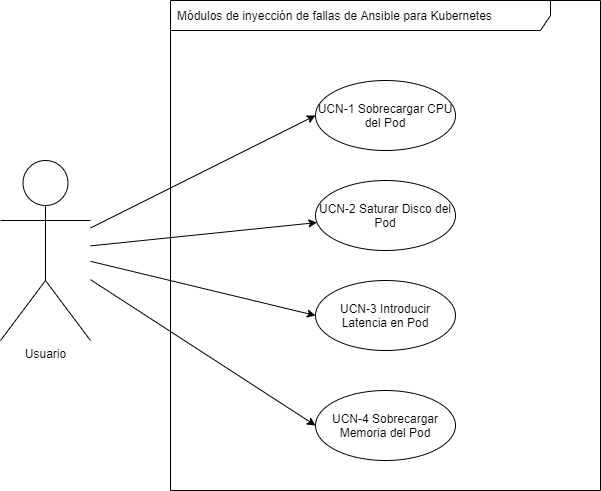 Módulos de inyección de fallas de Ansible para Kubernetes
UCN-1 Sobrecargar CPU
del Pod
UCN-2 Saturar Disco del
Pod
UCN-3 Introducir
Latencia en Pod
UCN-4 Sobrecargar
Memoria del Pod
Usuario